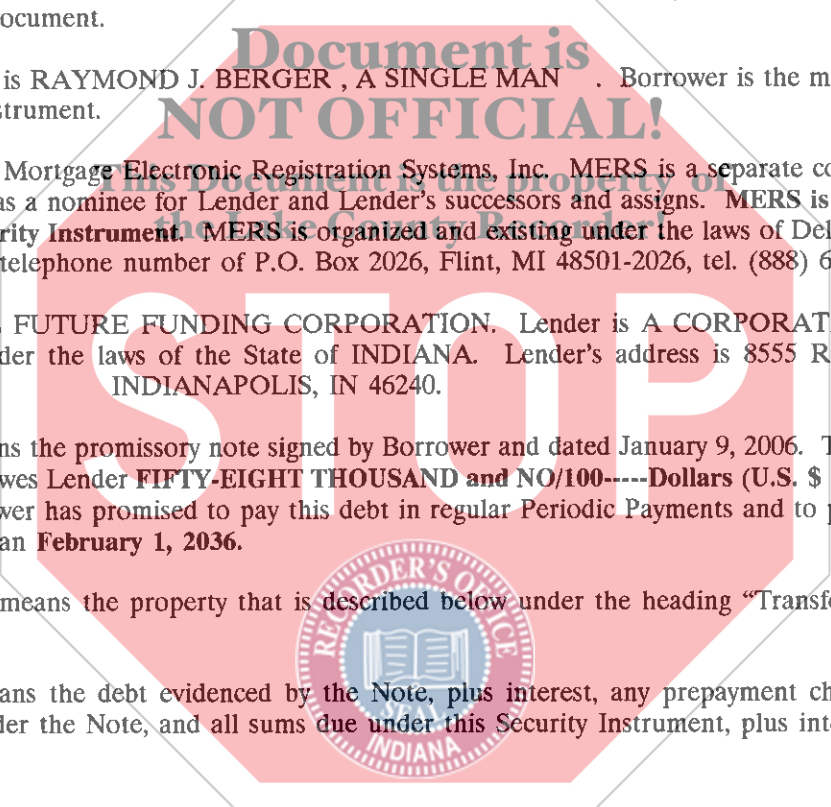 ocument.
Document is
is RAYMOND J. BERGER , A SINGLE MAN . Borrower is the m
strument.
NOT OFFICIAL!
Mortgage Electronic Registration Systems, Inc. MERS is a separate co
This Document is the property of
as a nominee for Lender and Lender's successors and assigns. MERS is
the Lake County Recorder!
rity Instrument. MERS is organized and existing under the laws of Del
telephone number of P.O. Box 2026, Flint, MI 48501-2026, tel. (888) 6
STOP
FUTURE FUNDING CORPORATION. Lender is A CORPORAT
der the laws of the State of INDIANA. Lender's address is 8555 R
INDIANAPOLIS, IN 46240.
ns the promissory note signed by Borrower and dated January 9, 2006. T
wes Lender FIFTY-EIGHT THOUSAND and NO/100-----Dollars (U.S. $
wer has promised to pay this debt in regular Periodic Payments and to p
an February 1, 2036.
RECORDER'S OFFICE
means the property that is described below under the heading “Transf
SEAL
ans the debt evidenced by the Note, plus interest, any prepayment ch
der the Note, and all sums due under this Security Instrument, plus int
INDIANA